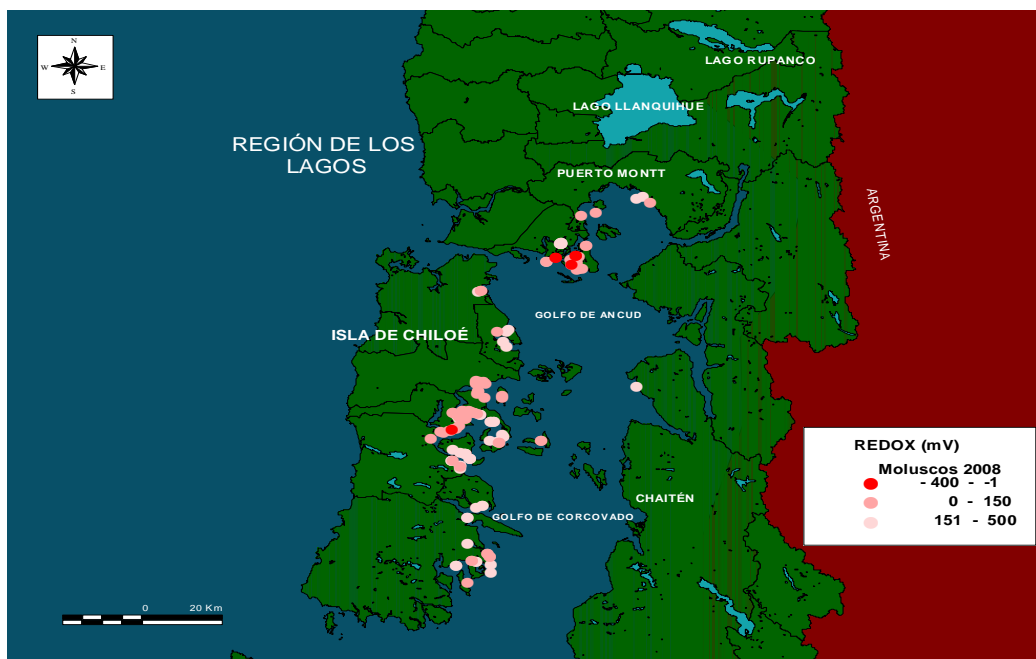 N
W E
S
LAGO RUPANCO
LAGO LLANQUIHUE
REGIÓN DE LOS
LAGOS
PUERTO MONTT
ARGENTINA
GOLFO DE ANCUD
ISLA DE CHILOÉ
REDOX (mV)
Moluscos 2008
-400 - -1
0 - 150
151 - 500
CHAITÉN
GOLFO DE CORCOVADO
0 20 Km